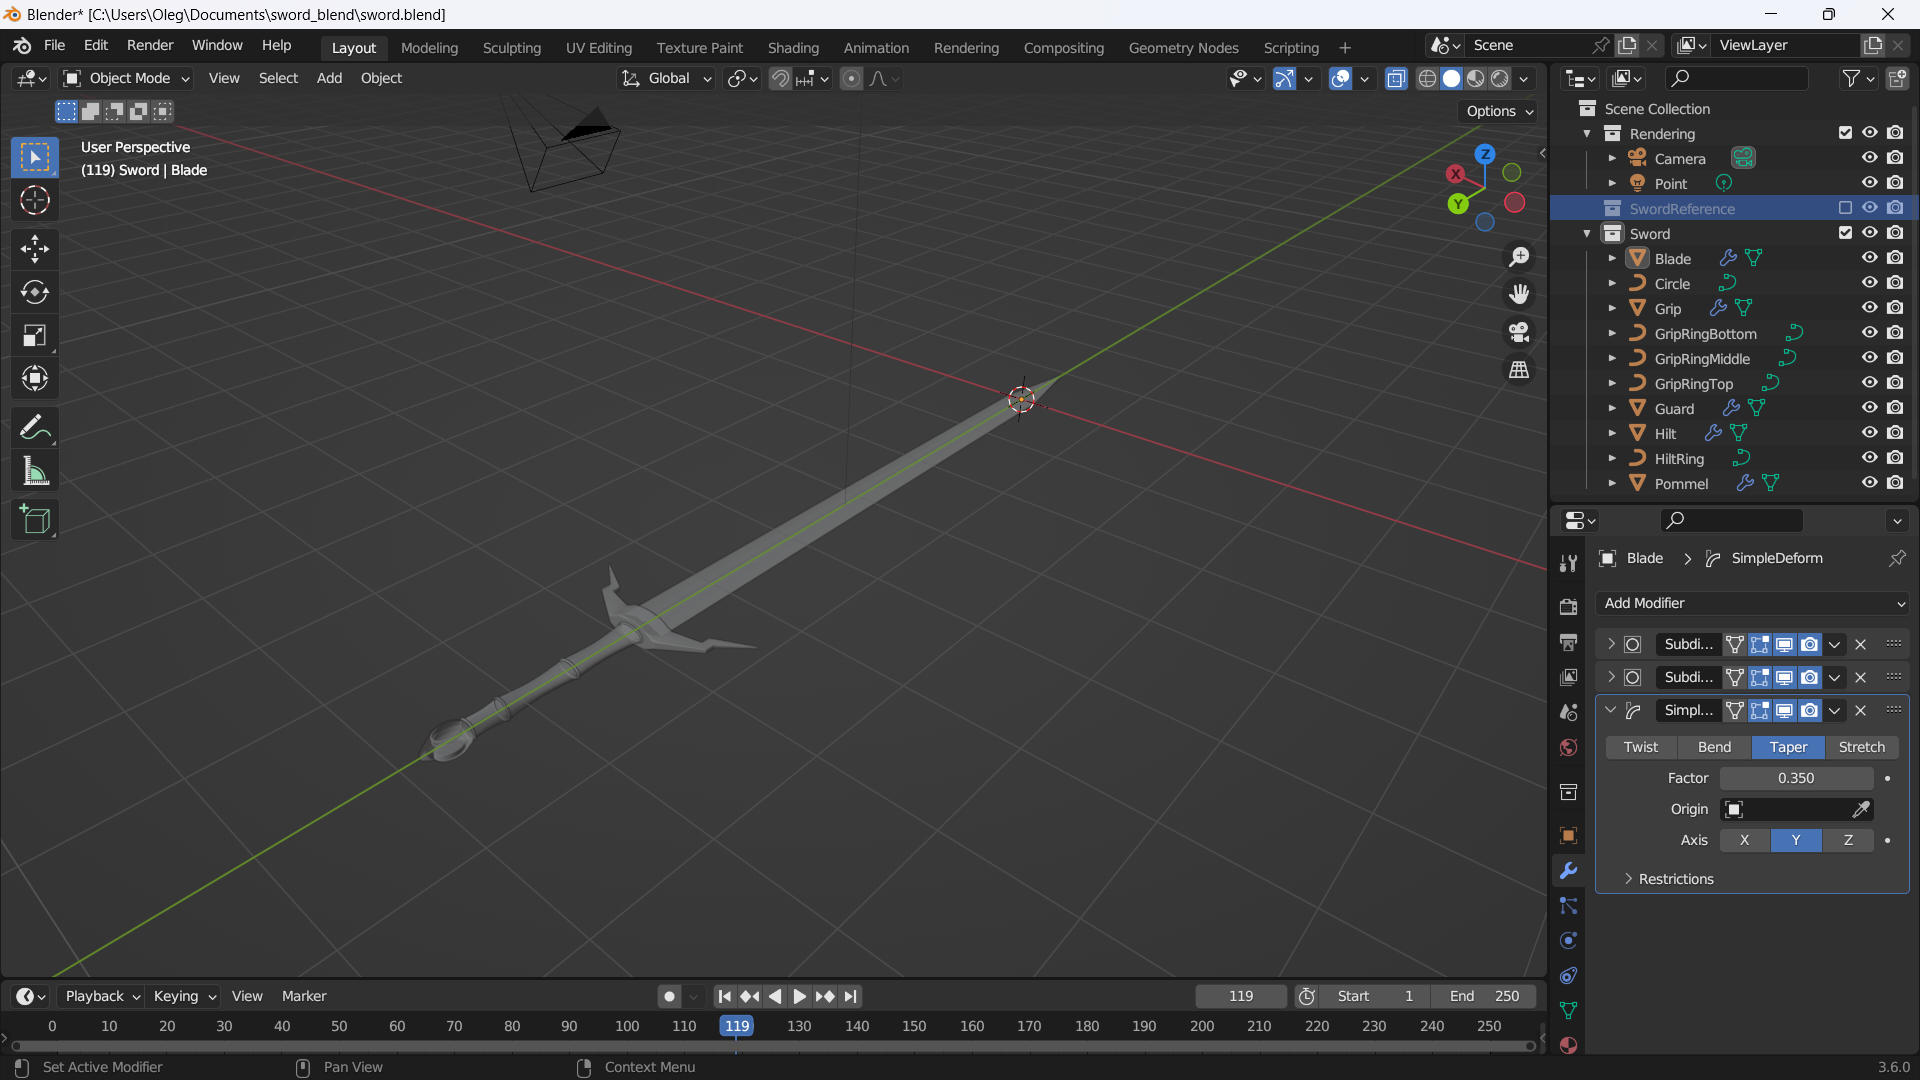 Blender* [C:\Users\Oleg\Documents\sword_blend\sword.blend]
File Edit Render Window Help Layout Modeling Sculpting UV Editing Texture Paint Shading Animation Rendering Compositing Geometry Nodes Scripting + Scene ViewLayer
Object Mode View Select Add Object Global
Options
User Perspective
(119) Sword | Blade
Z
X
Y
Scene Collection
Rendering
Camera
Point
SwordReference
Sword
Blade
Circle
Grip
GripRingBottom
GripRingMiddle
GripRingTop
Guard
Hilt
HiltRing
Pommel
Blade > SimpleDeform
Add Modifier
Subdi...
Subdi...
Simpl...
Twist Bend Taper Stretch
Factor 0.350
Origin
Axis X Y Z
Restrictions
Playback Keying View Marker 119 Start 1 End 250
0 10 20 30 40 50 60 70 80 90 100 110 119 130 140 150 160 170 180 190 200 210 220 230 240 250
Set Active Modifier Pan View Context Menu 3.6.0